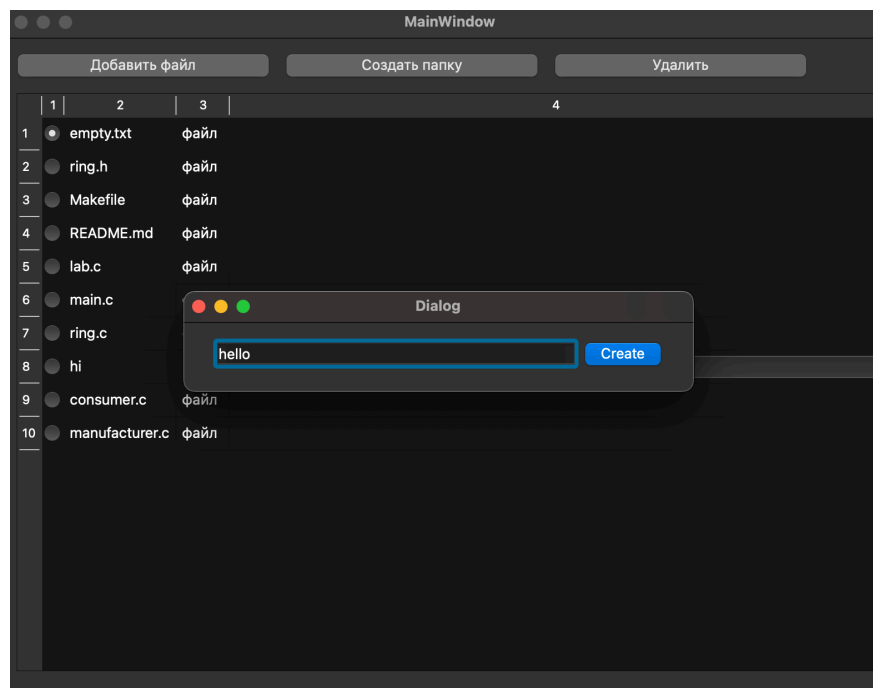 MainWindow
Добавить файл Создать папку Удалить
1 2 3 4
1 empty.txt файл
2 ring.h файл
3 Makefile файл
4 README.md файл
5 lab.c файл
6 main.c
Dialog
7 ring.c
hello Create
8 hi
9 consumer.c файл
10 manufacturer.c файл